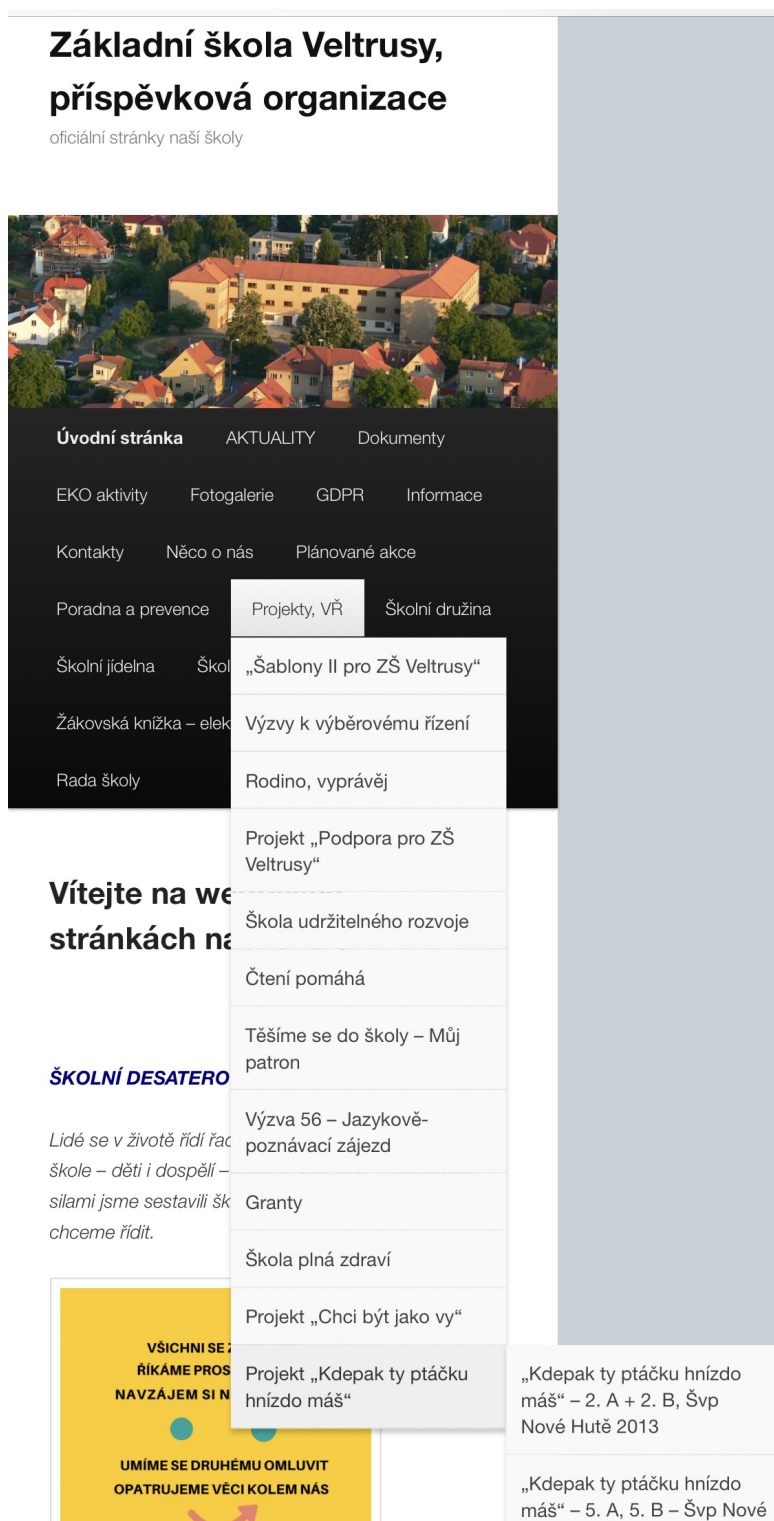 Základní škola Veltrusy,
příspěvková organizace
oficiální stránky naší školy
Úvodní stránka AKTUALITY Dokumenty
EKO aktivity Fotogalerie GDPR Informace
Kontakty Něco o nás Plánované akce
Poradna a prevence Projekty, VŘ Školní družina
Školní jídelna
Žákovská knížka –
Rada školy
„Šablony II pro ZŠ Veltrusy“
Výzvy k výběrovému řízení
Rodino, vyprávěj
Projekt „Podpora pro ZŠ
Veltrusy“
Škola udržitelného rozvoje
Čtení pomáhá
Těšíme se do školy – Můj
patron
Výzva 56 – Jazykově-
poznávací zájezd
Granty
Škola plná zdraví
Projekt „Chci být jako vy“
Projekt „Kdepak ty ptáčku
hnízdo máš“
„Kdepak ty ptáčku hnízdo
máš“ – 2. A + 2. B, Švp
Nové Hutě 2013
„Kdepak ty ptáčku hnízdo
máš“ – 5. A, 5. B – Švp Nové
Vítejte na
stránkách
ŠKOLNÍ DESATERO
Lidé se v životě řídí
škole – děti i dospělí –
silami jsme sestavili
chceme řídit.
VŠICHNI SE
ŘÍKÁME
NAVZÁJEM SI
UMÍME SE DRUHÉMU OMLUVIT
OPATRUJEME VĚCI KOLEM NÁS